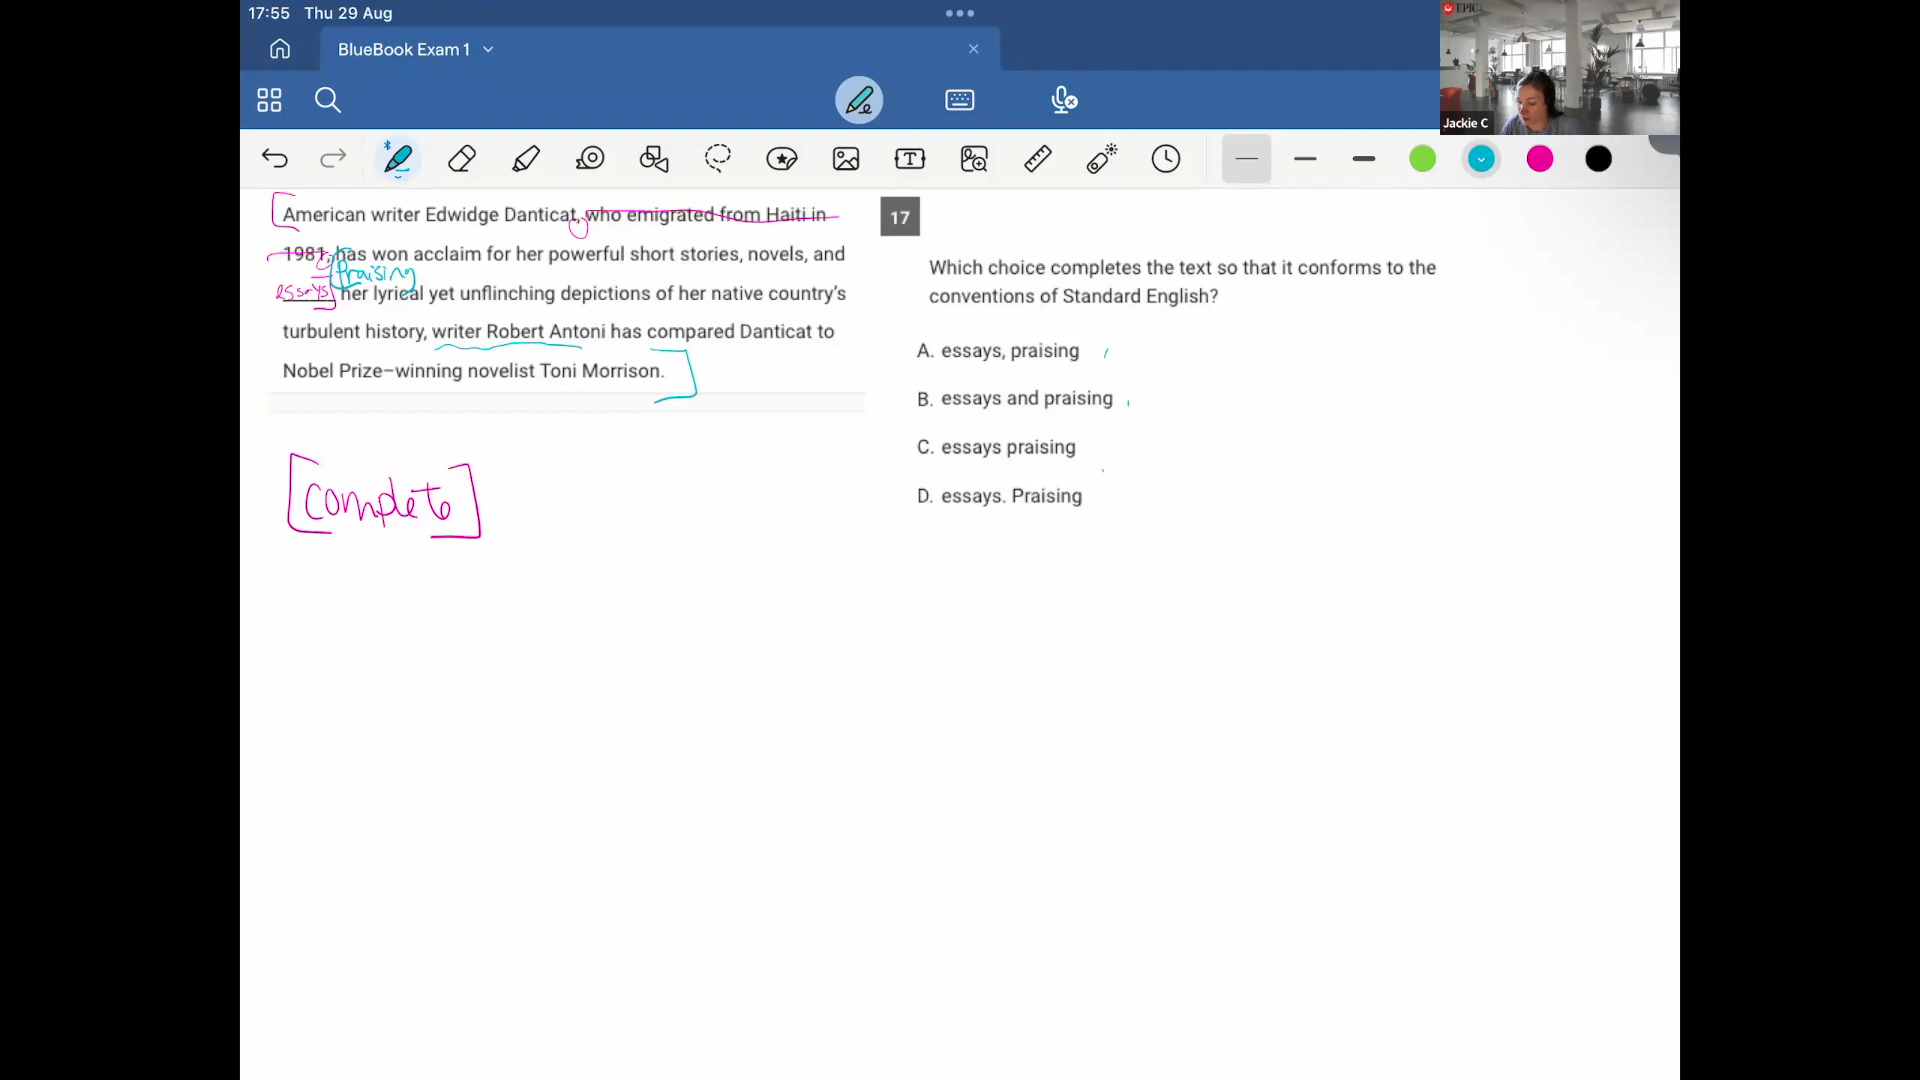 17:55 Thu 29 Aug
EPIC
BlueBook Exam 1
Jackie C
American writer Edwidge Danticat, who emigrated from Haiti in
1981, has won acclaim for her powerful short stories, novels, and
Praising
essays her lyrical yet unflinching depictions of her native country's
turbulent history, writer Robert Antoni has compared Danticat to
Nobel Prize–winning novelist Toni Morrison.
[complete]
17
Which choice completes the text so that it conforms to the
conventions of Standard English?
A. essays, praising
B. essays and praising
C. essays praising
D. essays. Praising